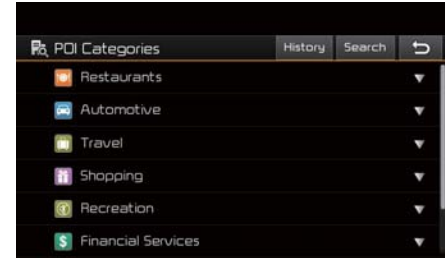 POI Categories History Search
Restaurants
Automotive
Travel
Shopping
Recreation
Financial Services